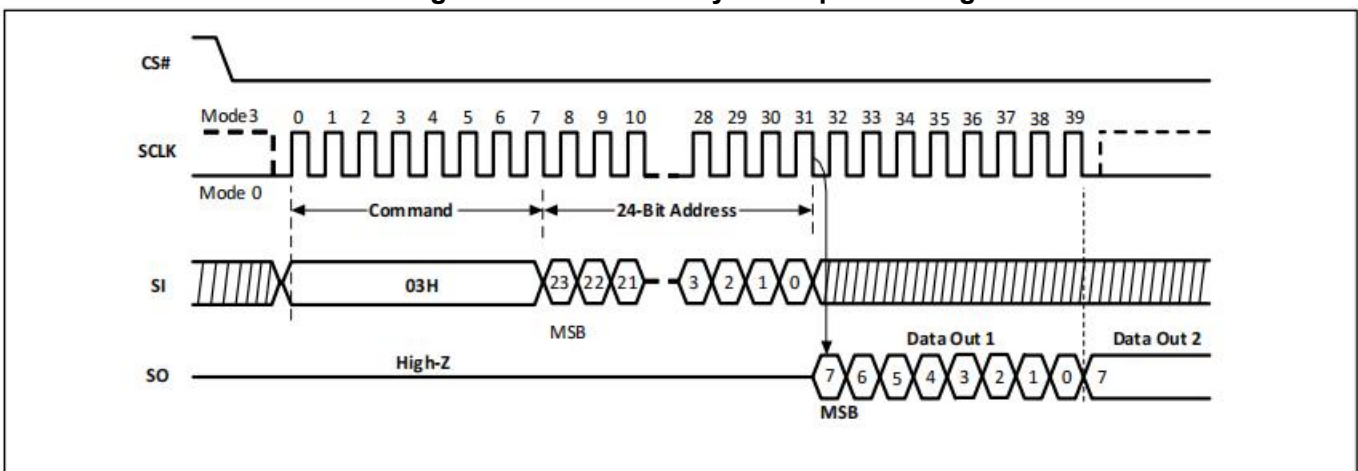 CS#
Mode3 0 1 2 3 4 5 6 7 8 9 10 28 29 30 31 32 33 34 35 36 37 38 39
SCLK
Mode 0
Command 24-Bit Address
SI 03H 23 22 21 3 2 1 0
MSB
Data Out 1 Data Out 2
High-Z
SO 7 6 5 4 3 2 1 0 7
MSB